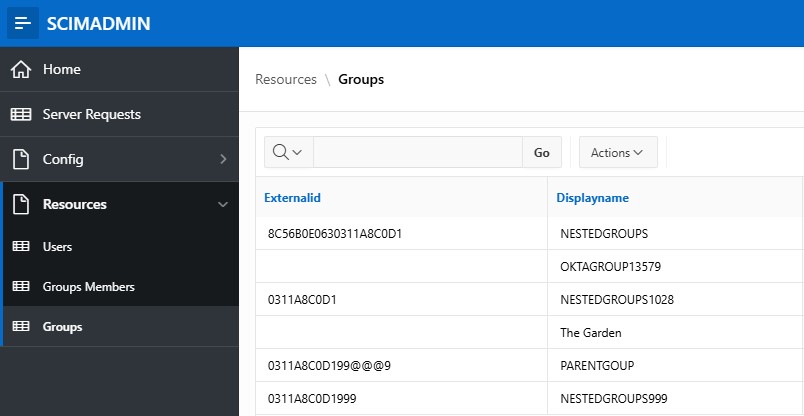 SCIMADMIN
Home
Server Requests
Config
Resources
Users
Groups Members
Groups
Resources \ Groups
Go
Actions
Externalid Displayname
8C56B0E0630311A8C0D1 NESTEDGROUPS
OKTAGROUP13579
0311A8C0D1 NESTEDGROUPS1028
The Garden
0311A8C0D199@@@9 PARENTGOUP
0311A8C0D1999 NESTEDGROUPS999